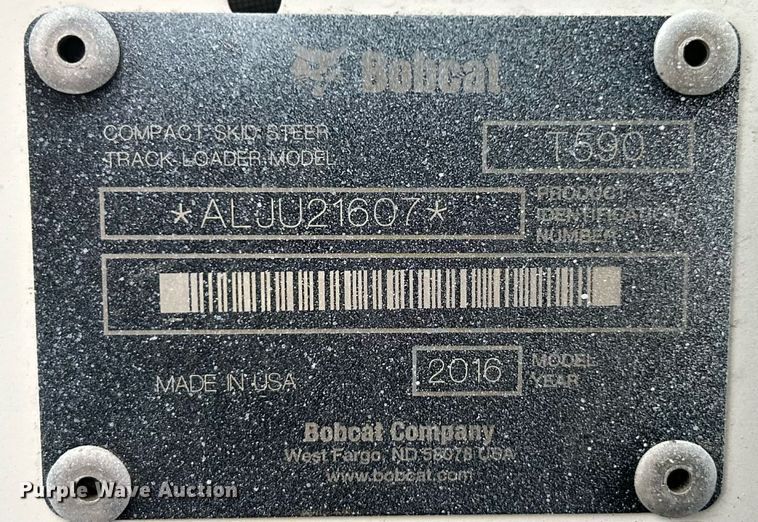 Bobcat
COMPACT SKID STEER
TRACK LOADER MODEL
T590
*ALJU21607*
PRODUCT
IDENTIFICATION
NUMBER
MADE IN USA
2016
MODEL
YEAR
Bobcat Company
West Fargo, ND 58078 USA
www.bobcat.com
Purple Wave Auction